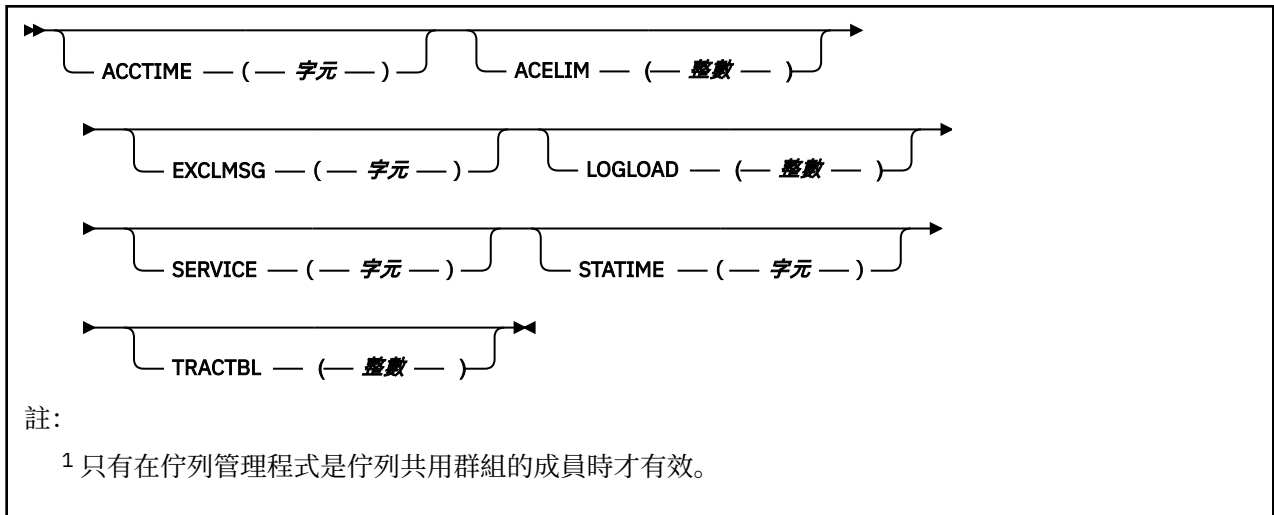 ACCTIME ( 字元 ) ACELIM ( 整數 )
EXCLMSG ( 字元 ) LOGLOAD ( 整數 )
SERVICE ( 字元 ) STATIME ( 字元 )
TRACTBL ( 整數 )
註:
1 只有在佇列管理程式是佇列共用群組的成員時才有效。